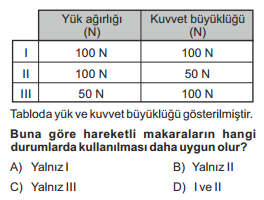 Yük ağırlığı (N) Kuvvet büyüklüğü (N)
I 100 N 100 N
II 100 N 50 N
III 50 N 100 N
Tabloda yük ve kuvvet büyüklüğü gösterilmiştir.
Buna göre hareketli makaraların hangi
durumlarda kullanılması daha uygun olur?
A) Yalnız I B) Yalnız II
C) Yalnız III D) I ve II